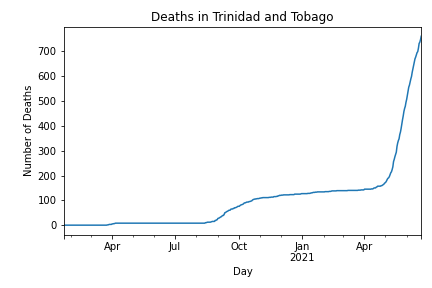 Deaths in Trinidad and Tobago
Number of Deaths
700
600
500
400
300
200
100
0
Apr
Jul
Oct
Jan
2021
Apr
Day